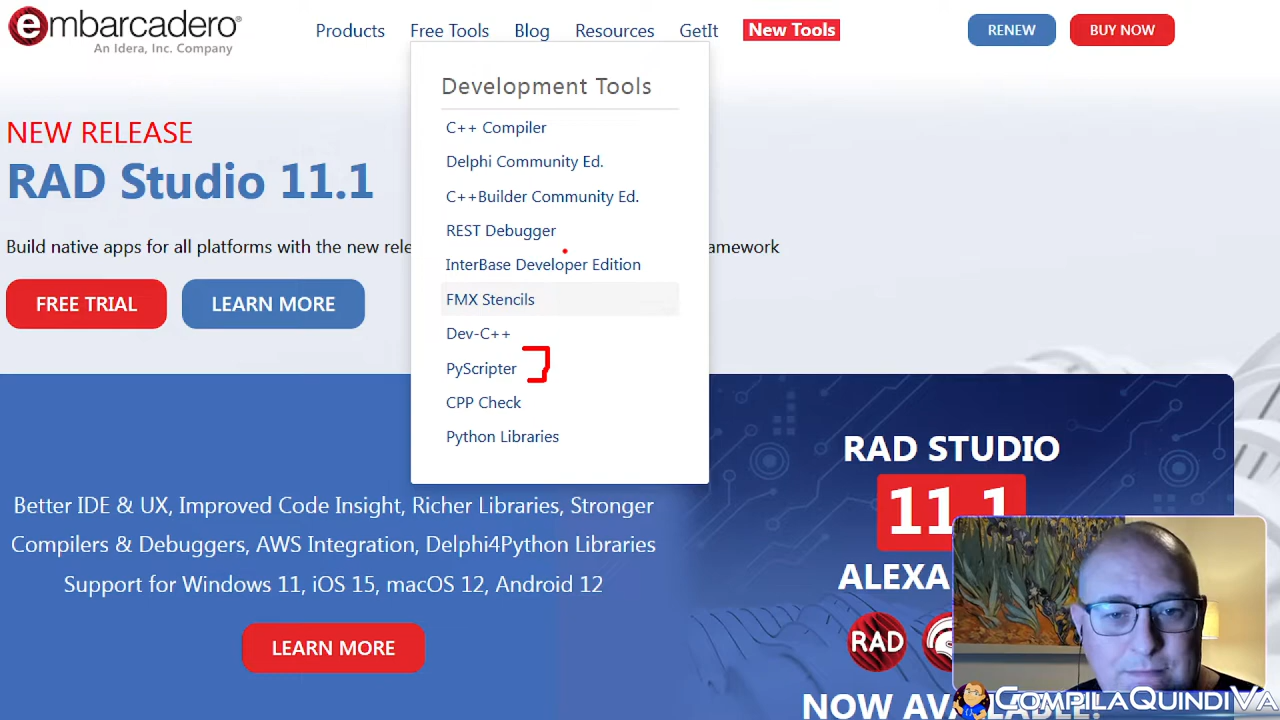 embarcadero®
An Idera, Inc. Company
Products Free Tools Blog Resources GetIt New Tools
RENEW BUY NOW
Development Tools
C++ Compiler
Delphi Community Ed.
C++Builder Community Ed.
REST Debugger
InterBase Developer Edition
FMX Stencils
Dev-C++
PyScripter
CPP Check
Python Libraries
NEW RELEASE
RAD Studio 11.1
Build native apps for all platforms with the new
FREE TRIAL LEARN MORE
Better IDE & UX, Improved Code Insight, Richer Libraries, Stronger
Compilers & Debuggers, AWS Integration, Delphi4Python Libraries
Support for Windows 11, iOS 15, macOS 12, Android 12
LEARN MORE
RAD STUDIO
11.1
RAD
NOW
COMPILAQUINDIVA